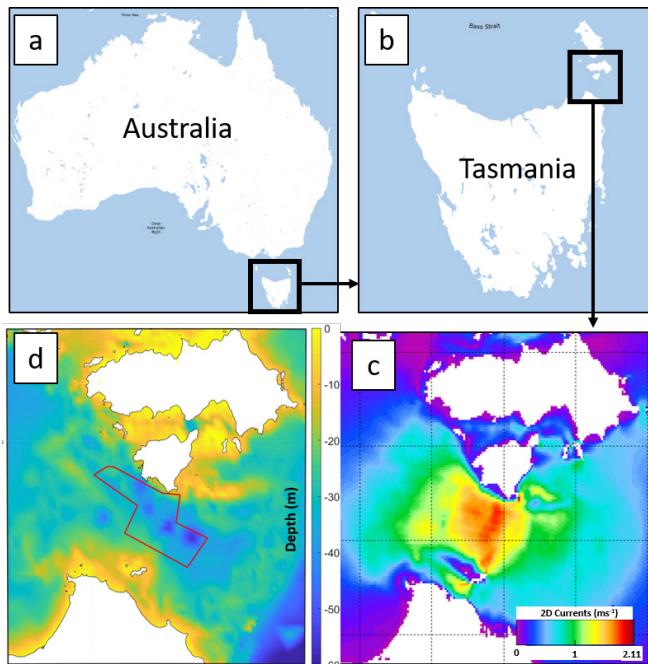 a
Timor Sea
Australia
Great
Australian
Bight
b
Bass Strait
Tasmania
d
0
-10
-20
-30
-40
-50
-60
Depth (m)
c
2D Currents (ms⁻¹)
0
1
2.11